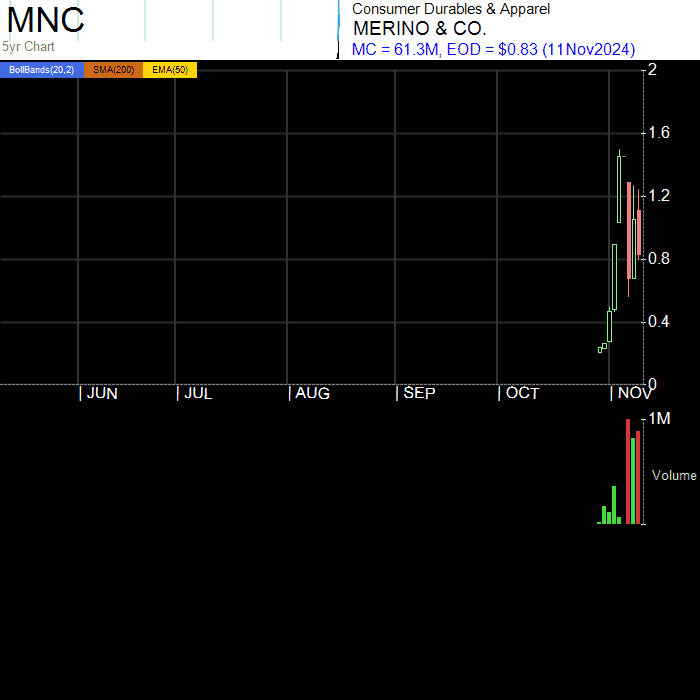 MNC
5yr Chart
Consumer Durables & Apparel
MERINO & CO.
MC = 61.3M, EOD = $0.83 (11Nov2024)
BollBands(20,2) SMA(200) EMA(50)
2
1.6
1.2
0.8
0.4
0
JUN JUL AUG SEP OCT NOV
1M
Volume